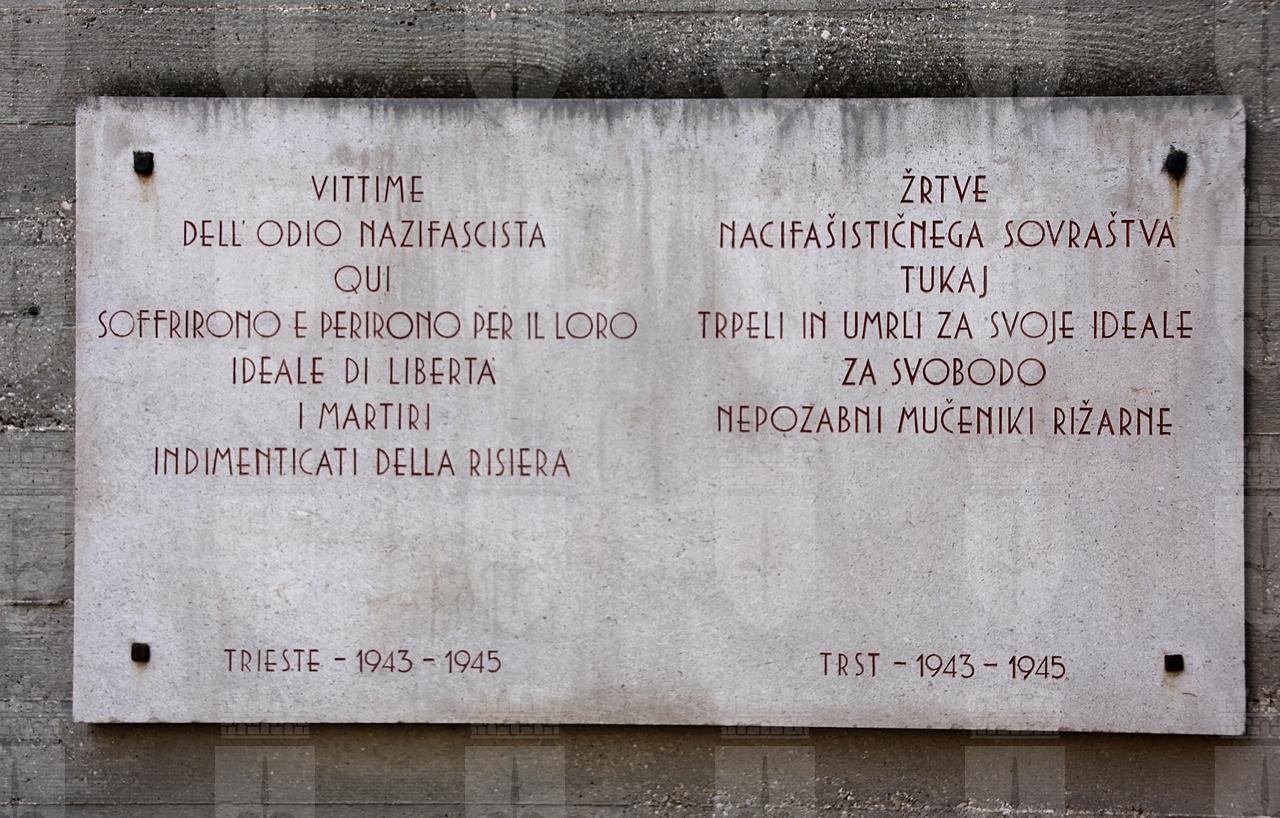 VITTIME
DELL' ODIO NAZIFASCISTA
QUI
SOFFRIRONO E PERIRONO PER IL LORO
IDEALE DI LIBERTA'
I MARTIRI
INDIMENTICATI DELLA RISIERA
TRIESTE - 1943 - 1945
ŽRTVE
NACIFAŠISTIČNEGA SOVRAŠTVA
TUKAJ
TRPELI IN UMRLI ZA SVOJE IDEALE
ZA SVOBODO
NEPOZABNI MUČENIKI RIŽARNE
TRST - 1943 - 1945